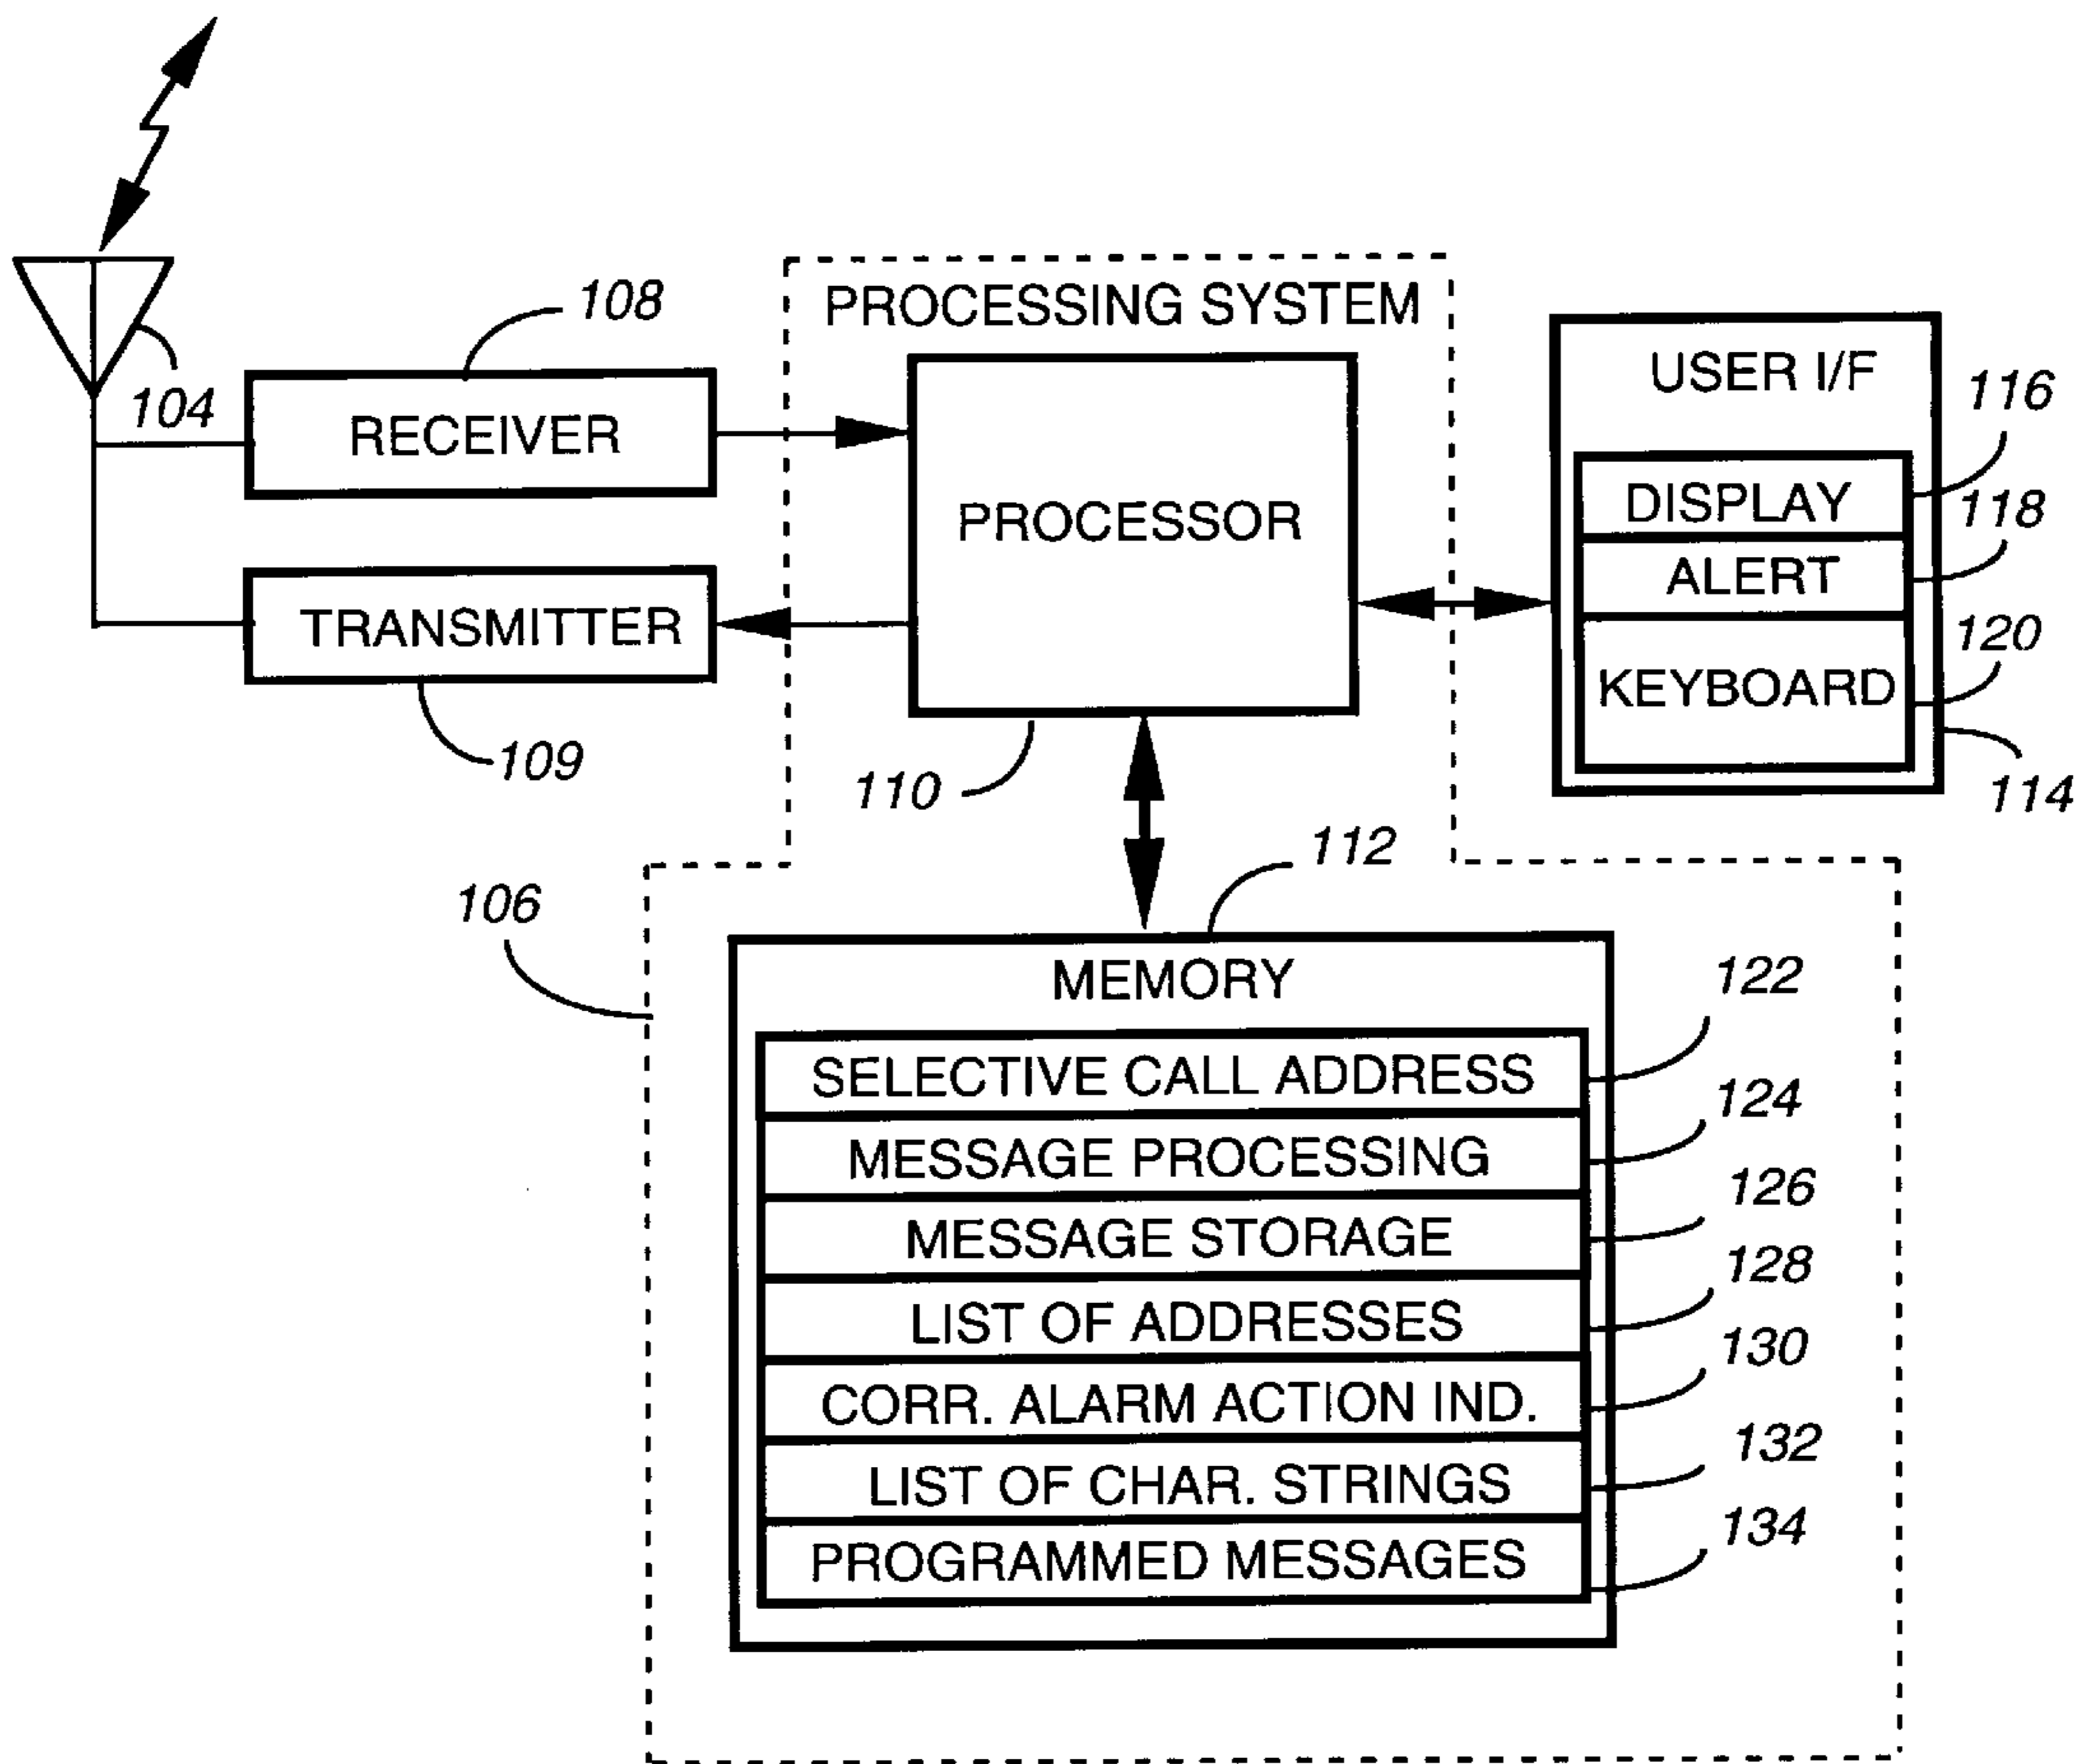 108
PROCESSING SYSTEM
USER I/F
116
104
RECEIVER
DISPLAY
118
PROCESSOR
ALERT
TRANSMITTER
120
KEYBOARD
109
110
114
112
106
MEMORY
122
SELECTIVE CALL ADDRESS
124
MESSAGE PROCESSING
126
MESSAGE STORAGE
128
LIST OF ADDRESSES
130
CORR. ALARM ACTION IND.
132
LIST OF CHAR. STRINGS
134
PROGRAMMED MESSAGES